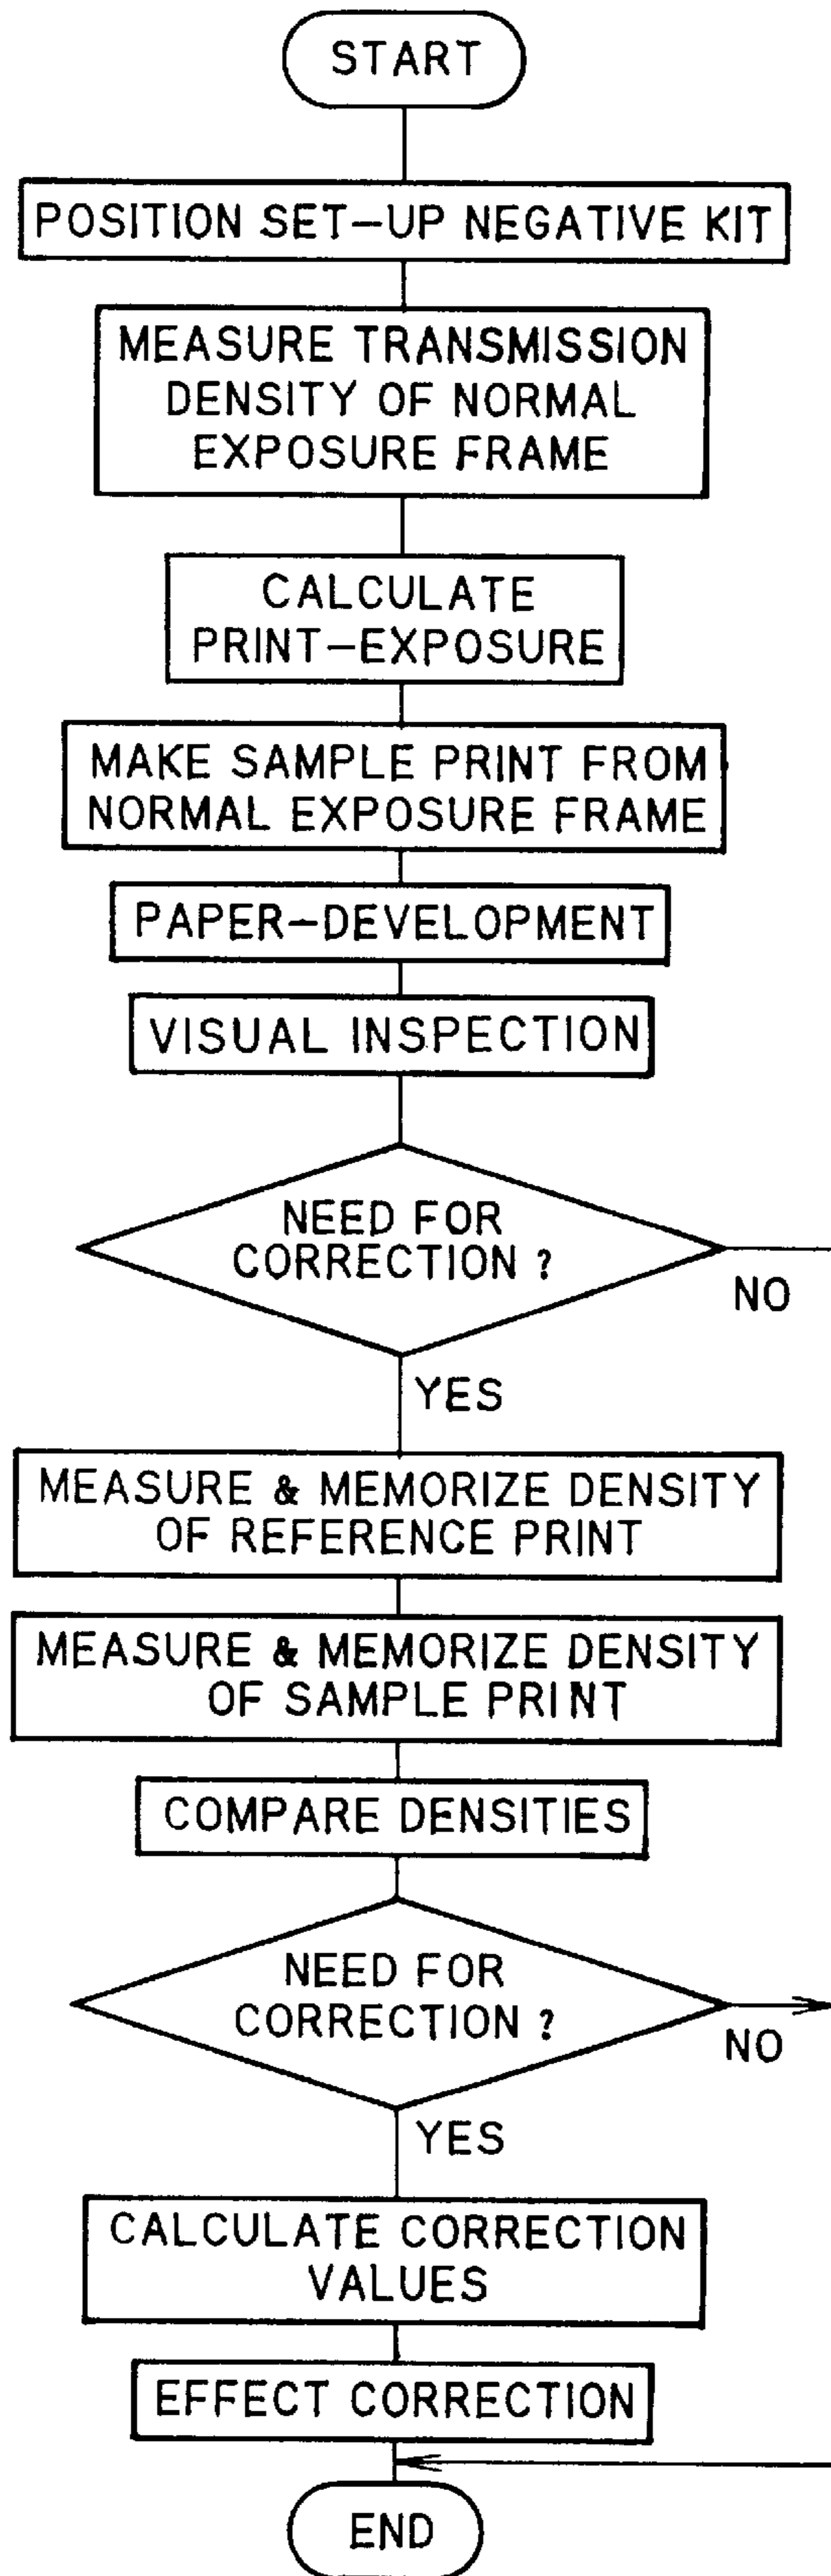 START
POSITION SET-UP NEGATIVE KIT
MEASURE TRANSMISSION
DENSITY OF NORMAL
EXPOSURE FRAME
CALCULATE
PRINT-EXPOSURE
MAKE SAMPLE PRINT FROM
NORMAL EXPOSURE FRAME
PAPER-DEVELOPMENT
VISUAL INSPECTION
NEED FOR
CORRECTION ?
NO
YES
MEASURE & MEMORIZE DENSITY
OF REFERENCE PRINT
MEASURE & MEMORIZE DENSITY
OF SAMPLE PRINT
COMPARE DENSITIES
NEED FOR
CORRECTION ?
NO
YES
CALCULATE CORRECTION
VALUES
EFFECT CORRECTION
END